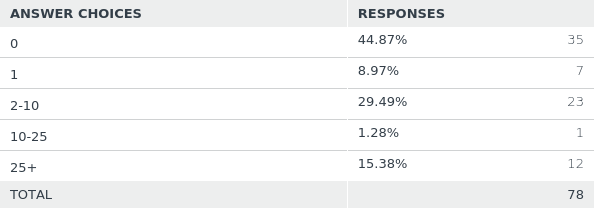 ANSWER CHOICES RESPONSES
0 44.87% 35
1 8.97% 7
2-10 29.49% 23
10-25 1.28% 1
25+ 15.38% 12
TOTAL 78